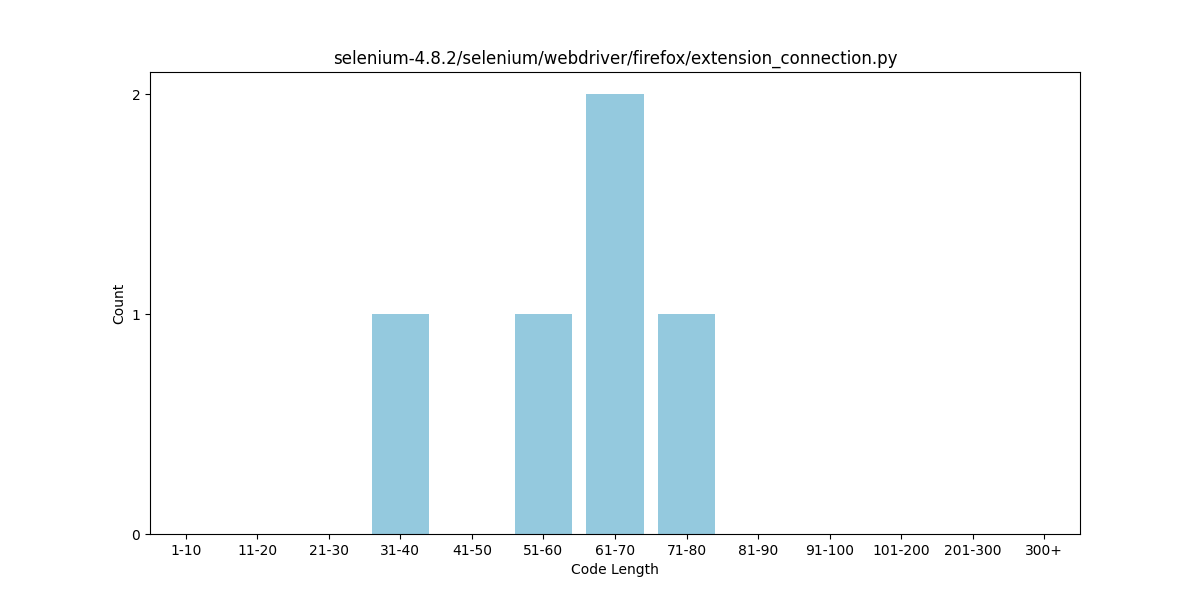 selenium-4.8.2/selenium/webdriver/firefox/extension_connection.py
Count
2
1
0
1-10 11-20 21-30 31-40 41-50 51-60 61-70 71-80 81-90 91-100 101-200 201-300 300+
Code Length